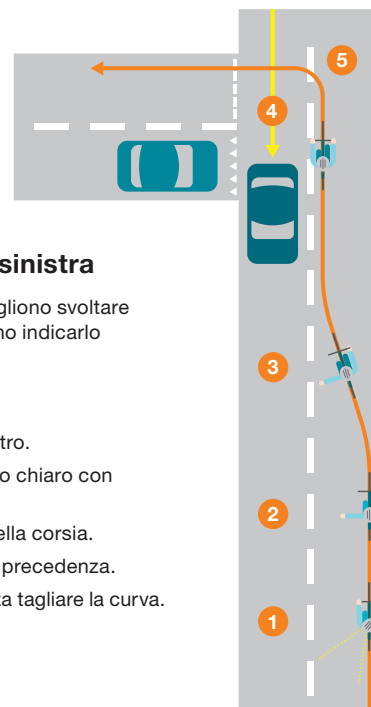 sinistra
gliono svoltare
no indicarlo
tro.
o chiaro con
ella corsia.
precedenza.
a tagliare la curva.
5
4
3
2
1